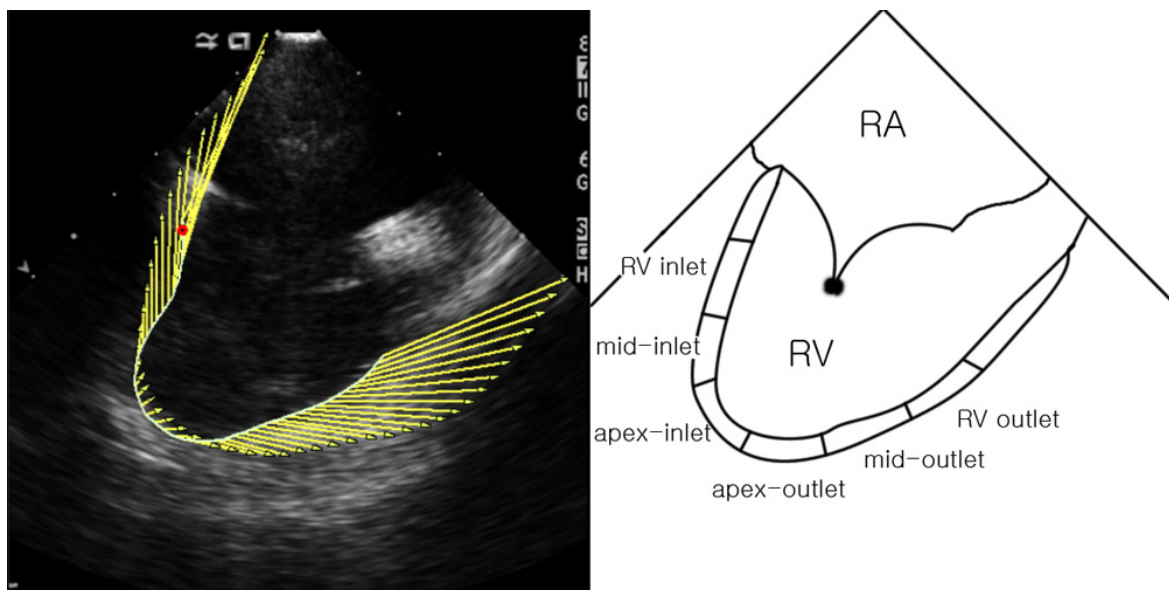 RA
RV inlet
mid-inlet
RV
apex-inlet
RV outlet
mid-outlet
apex-outlet